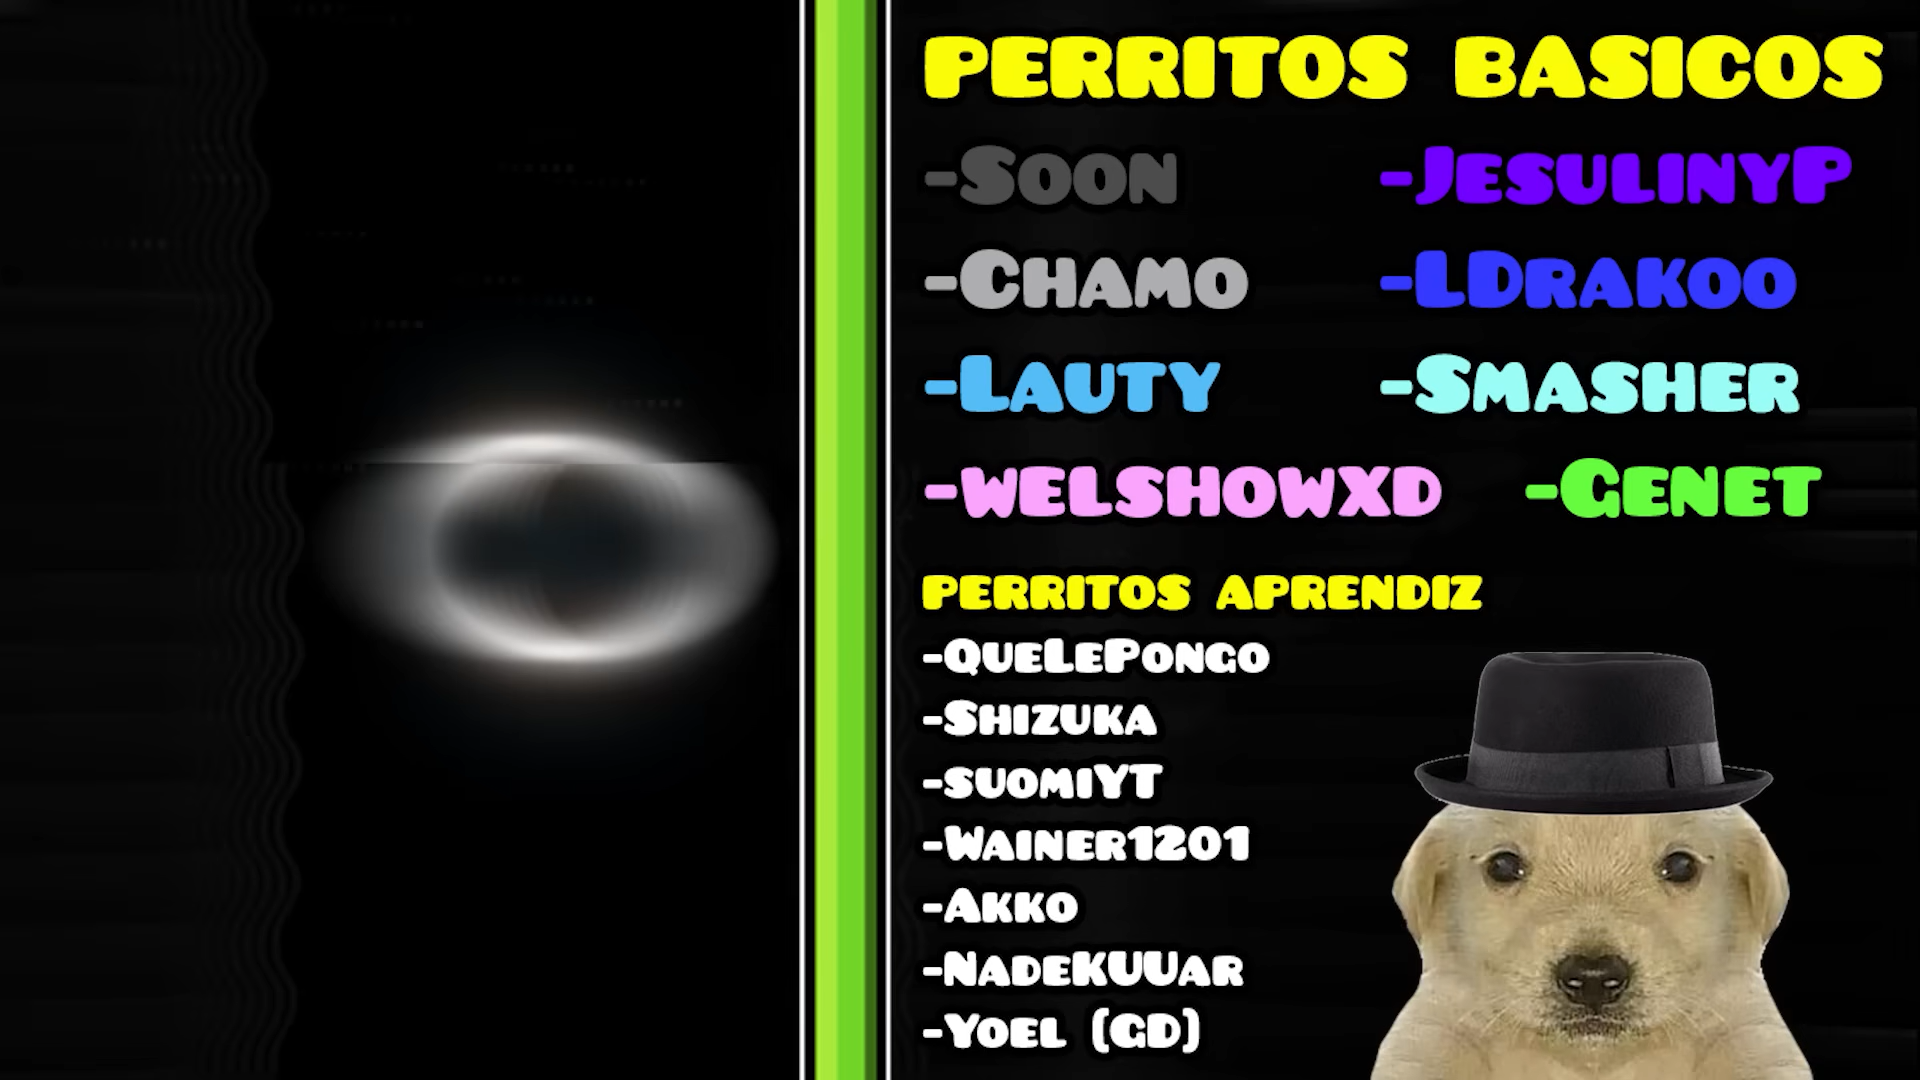 PERRITOS BASICOS
-SOON -JESULINYP
-CHAMO -LDRAKOO
-LAUTY -SMASHER
-WELSHOWXD -GENET
PERRITOS APRENDIZ
-QUELEPONGO
-SHIZUKA
-SUOMIYT
-WAINER1201
-AKKO
-NADEKUUAR
-YOEL (GD)